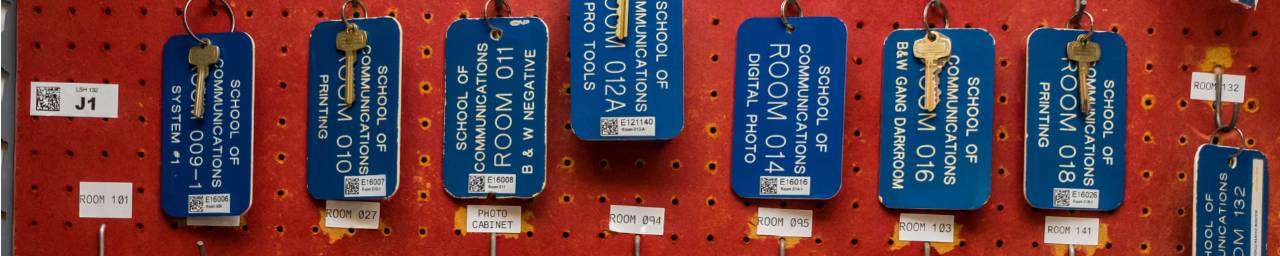 LSH 132
J1
ROOM 101
SCHOOL OF
COMMUNICATIONS
ROOM 009-1
SYSTEM #1
E16006
SCHOOL OF
COMMUNICATIONS
ROOM 010
PRINTING
E16007
ROOM 027
SCHOOL OF
COMMUNICATIONS
ROOM 011
B & W NEGATIVE
E16008
PHOTO
CABINET
SCHOOL OF
COMMUNICATIONS
ROOM 012A
PRO TOOLS
E121140
ROOM 094
SCHOOL OF
COMMUNICATIONS
ROOM 014
DIGITAL PHOTO
E16016
ROOM 095
SCHOOL OF
COMMUNICATIONS
ROOM 016
B&W GANG DARKROOM
ROOM 103
SCHOOL OF
COMMUNICATIONS
ROOM 018
PRINTING
E16026
ROOM 141
ROOM 132
OOL OF
ROOM 132